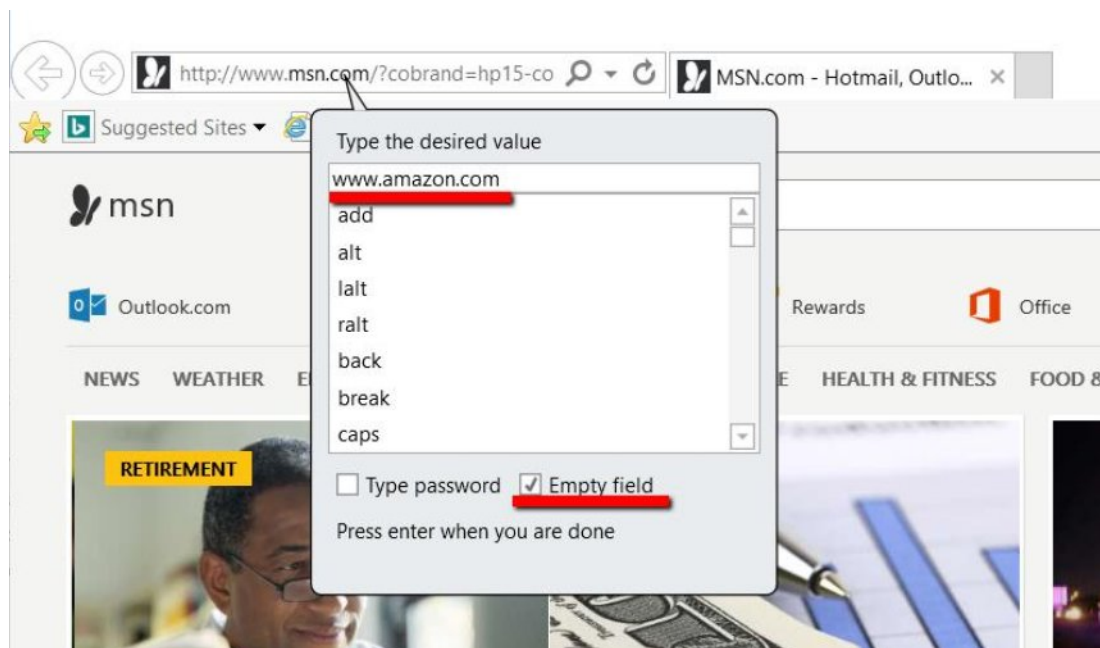 http://www.msn.com/?cobrand=hp15-co
MSN.com - Hotmail, Outlo...
Suggested Sites
Type the desired value
www.amazon.com
add
alt
lalt
ralt
back
break
caps
Type password Empty field
Press enter when you are done
msn
Outlook.com Rewards Office
NEWS WEATHER HEALTH & FITNESS FOOD &
RETIREMENT